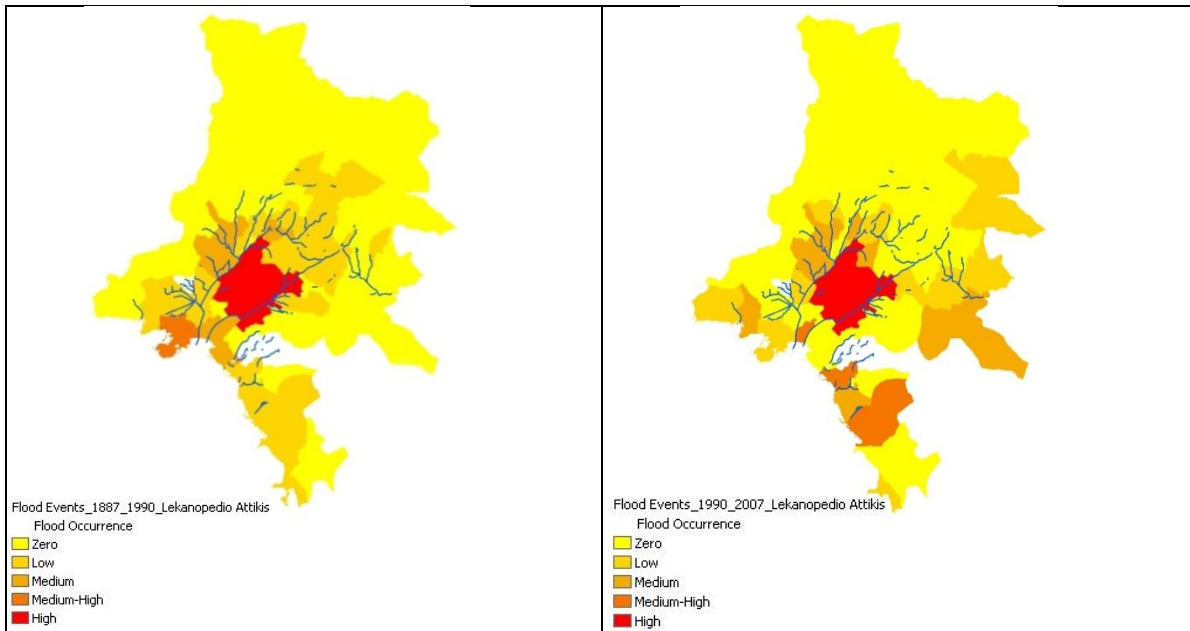 Flood Events_1887_1990_Lekanopedio Attikis
Flood Occurrence
Zero
Low
Medium
Medium-High
High
Flood Events_1990_2007_Lekanopedio Attikis
Flood Occurrence
Zero
Low
Medium
Medium-High
High